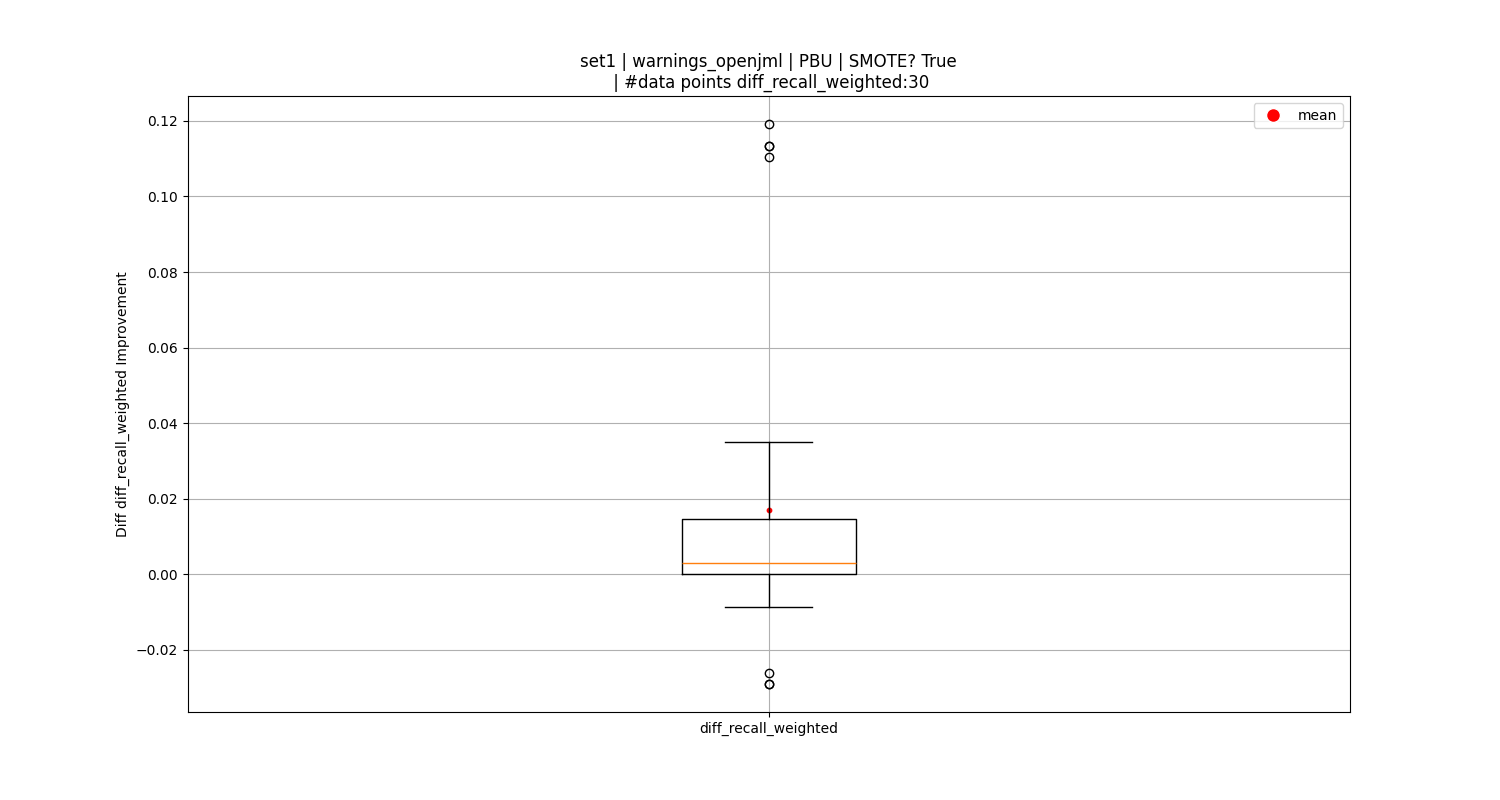 set1 | warnings_openjml | PBU | SMOTE? True
| #data points diff_recall_weighted:30
mean
0.12
0.10
0.08
0.06
0.04
0.02
0.00
−0.02
Diff diff_recall_weighted Improvement
diff_recall_weighted